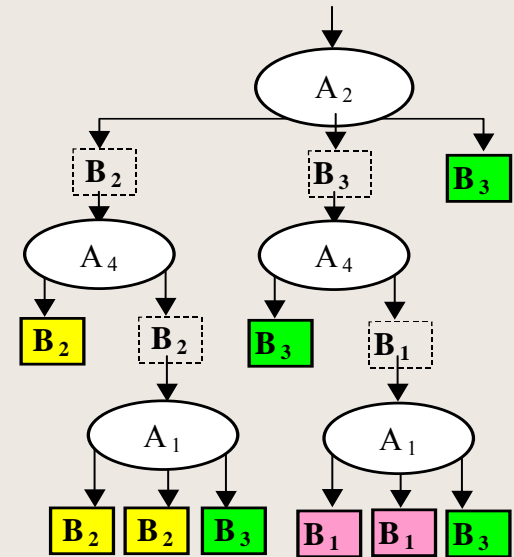 A₂
B₂ B₃ B₃
A₄ A₄
B₂ B₂ B₃ B₁
A₁ A₁
B₂ B₂ B₃ B₁ B₁ B₃